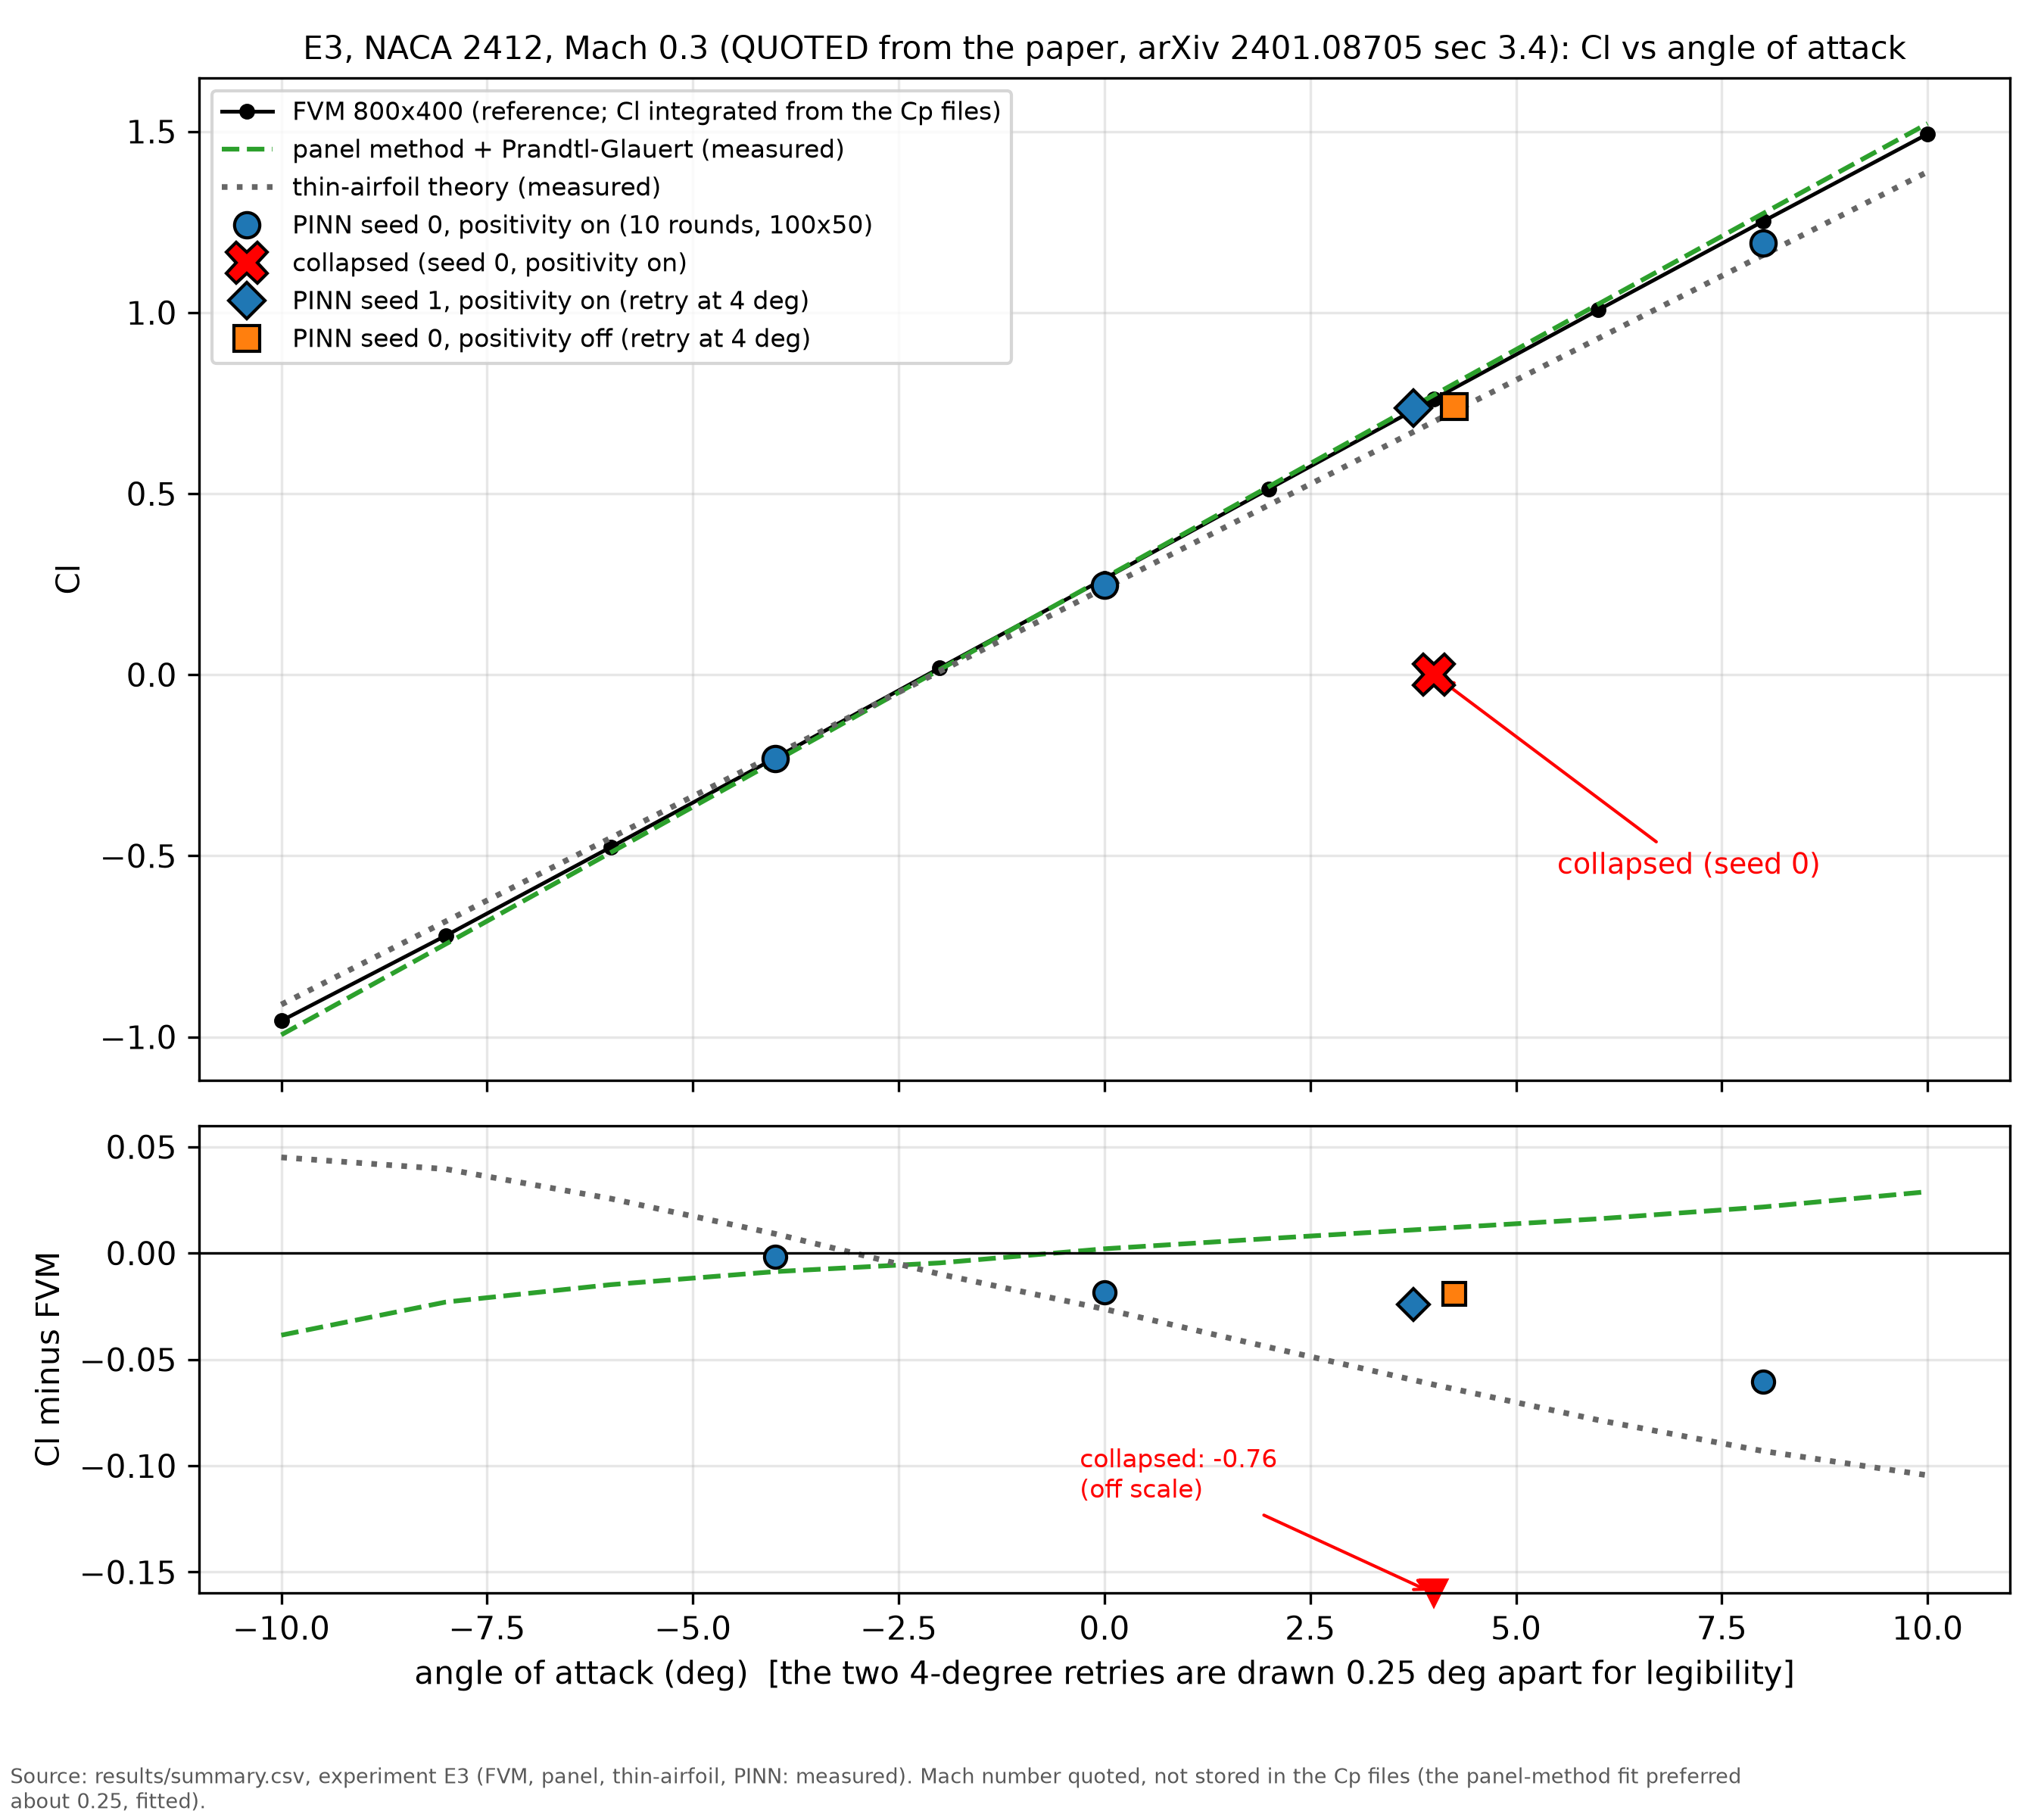 E3, NACA 2412, Mach 0.3 (QUOTED from the paper, arXiv 2401.08705 sec 3.4): Cl vs angle of attack
FVM 800x400 (reference; Cl integrated from the Cp files)
panel method + Prandtl-Glauert (measured)
thin-airfoil theory (measured)
PINN seed 0, positivity on (10 rounds, 100x50)
collapsed (seed 0, positivity on)
PINN seed 1, positivity on (retry at 4 deg)
PINN seed 0, positivity off (retry at 4 deg)
1.5
1.0
0.5
0.0
−0.5
−1.0
Cl
collapsed (seed 0)
0.05
0.00
−0.05
−0.10
−0.15
Cl minus FVM
collapsed: -0.76
(off scale)
−10.0 −7.5 −5.0 −2.5 0.0 2.5 5.0 7.5 10.0
angle of attack (deg)  [the two 4-degree retries are drawn 0.25 deg apart for legibility]
Source: results/summary.csv, experiment E3 (FVM, panel, thin-airfoil, PINN: measured). Mach number quoted, not stored in the Cp files (the panel-method fit preferred
about 0.25, fitted).